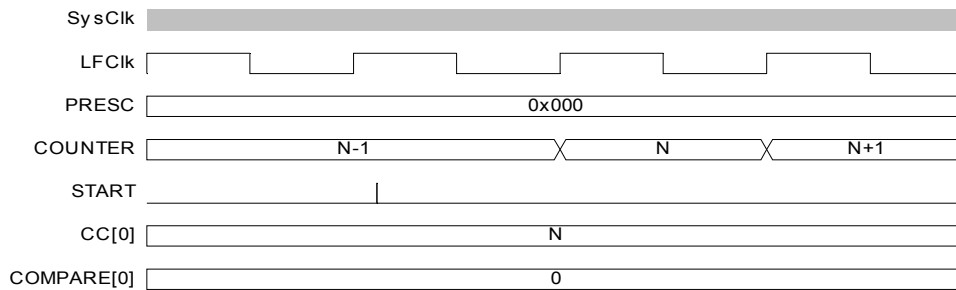 SysClk
LFClk
PRESC 0x000
COUNTER N-1 N N+1
START
CC[0] N
COMPARE[0] 0